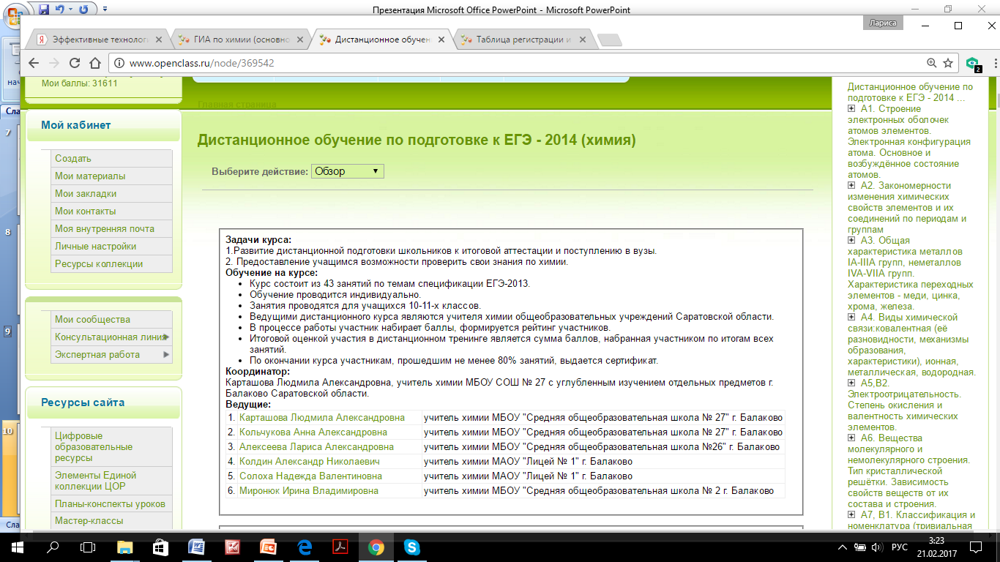 Презентация Microsoft Office PowerPoint - Microsoft PowerPoint
Лариса
Эффективные технолог
ГИА по химии (основно
Дистанционное обучен
Таблица регистрации и
www.openclass.ru/node/369542
2
нач
Сла
7
8
9
10
Сла
Мои баллы: 31611
Мой кабинет
Создать
Мои материалы
Мои закладки
Мои контакты
Моя внутренняя почта
Личные настройки
Ресурсы коллекции
Мои сообщества
Консультационная линия
Экспертная работа
Ресурсы сайта
Цифровые
образовательные
ресурсы
Элементы Единой
коллекции ЦОР
Планы-конспекты уроков
Мастер-классы
Главная страница
Дистанционное обучение по подготовке к ЕГЭ - 2014 (химия)
Выберите действие: Обзор
Задачи курса:
1.Развитие дистанционной подготовки школьников к итоговой аттестации и поступлению в вузы.
2. Предоставление учащимся возможности проверить свои знания по химии.
Обучение на курсе:
• Курс состоит из 43 занятий по темам спецификации ЕГЭ-2013.
• Обучение проводится индивидуально.
• Занятия проводятся для учащихся 10-11-х классов.
• Ведущими дистанционного курса являются учителя химии общеобразовательных учреждений Саратовской области.
• В процессе работы участник набирает баллы, формируется рейтинг участников.
• Итоговой оценкой участия в дистанционном тренинге является сумма баллов, набранная участником по итогам всех
занятий.
• По окончании курса участникам, прошедшим не менее 80% занятий, выдается сертификат.
Координатор:
Карташова Людмила Александровна, учитель химии МБОУ СОШ № 27 с углубленным изучением отдельных предметов г.
Балаково Саратовской области.
Ведущие:
1. Карташова Людмила Александровна учитель химии МБОУ "Средняя общеобразовательная школа № 27" г. Балаково
2. Кольчукова Анна Александровна учитель химии МБОУ "Средняя общеобразовательная школа № 27" г. Балаково
3. Алексеева Лариса Александровна учитель химии МБОУ "Средняя общеобразовательная школа №26" г. Балаково
4. Колдин Александр Николаевич учитель химии МАОУ "Лицей № 1" г. Балаково
5. Солоха Надежда Валентиновна учитель химии МАОУ "Лицей № 1" г. Балаково
6. Миронюк Ирина Владимировна учитель химии МБОУ "Средняя общеобразовательная школа № 2 г. Балаково
Дистанционное обучение по
подготовке к ЕГЭ - 2014 ...
А1. Строение
электронных оболочек
атомов элементов.
Электронная конфигурация
атома. Основное и
возбуждённое состояние
атомов.
А2. Закономерности
изменения химических
свойств элементов и их
соединений по периодам и
группам
А3. Общая
характеристика металлов
IА-IIIА групп, неметаллов
IVА-VIIА групп.
Характеристика переходных
элементов - меди, цинка,
хрома, железа.
А4. Виды химической
связи:ковалентная (её
разновидности, механизмы
образования,
характеристики), ионная,
металлическая, водородная.
А5,В2.
Электроотрицательность.
Степень окисления и
валентность химических
элементов.
А6. Вещества
молекулярного и
немолекулярного строения.
Тип кристаллической
решётки. Зависимость
свойств веществ от их
состава и строения.
А7, В1. Классификация и
номенклатура (тривиальная
РУС
3:23
21.02.2017